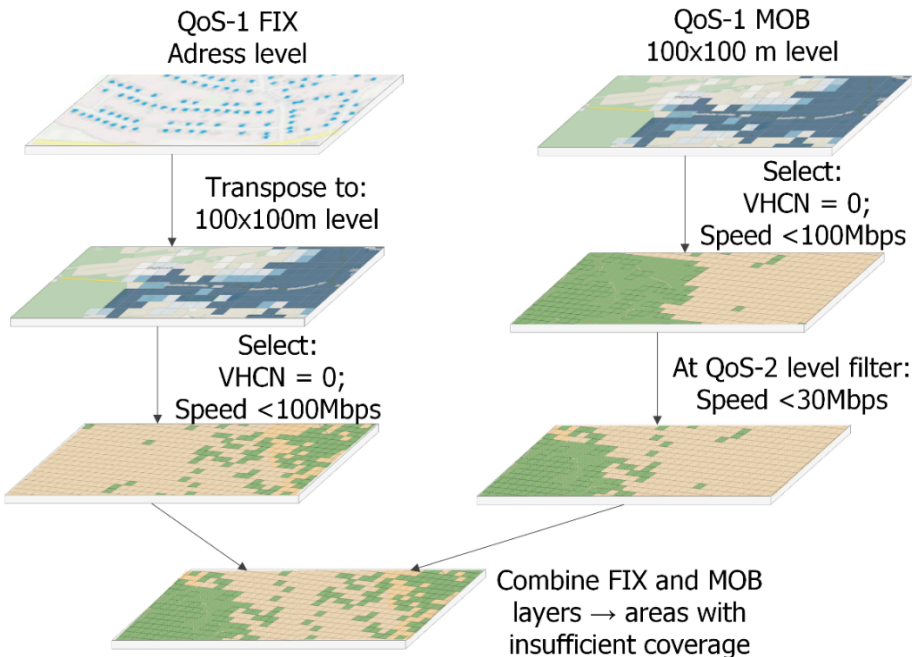 QoS-1 FIX
Adress level
QoS-1 MOB
100x100 m level
Transpose to:
100x100m level
Select:
VHCN = 0;
Speed <100Mbps
Select:
VHCN = 0;
Speed <100Mbps
At QoS-2 level filter:
Speed <30Mbps
Combine FIX and MOB
layers → areas with
insufficient coverage